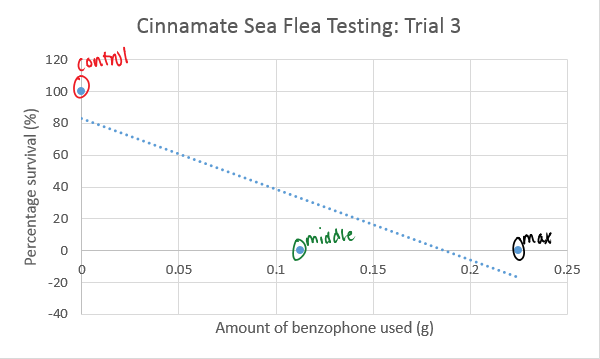 Cinnamate Sea Flea Testing: Trial 3
control
120
100
80
60
40
20
0
-20
-40
Percentage survival (%)
middle
max
0 0.05 0.1 0.15 0.2 0.25
Amount of benzophone used (g)